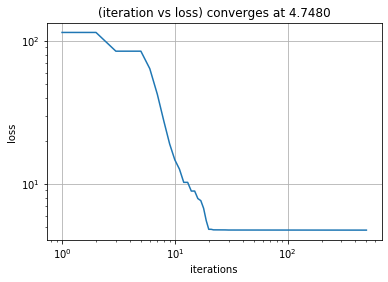 (iteration vs loss) converges at 4.7480
10²
10¹
loss
10⁰
10¹
10²
iterations